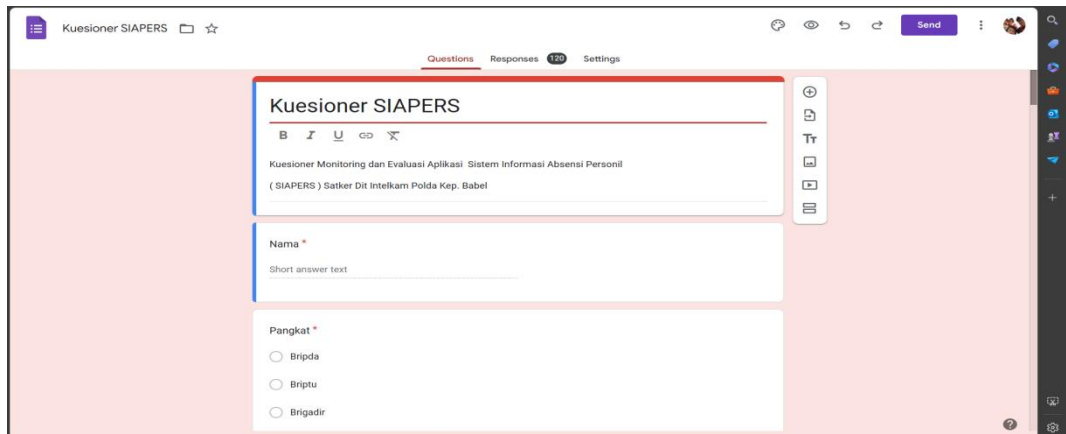 Kuesioner SIAPERS
Send
Questions Responses 120 Settings
Kuesioner SIAPERS
B I U
Kuesioner Monitoring dan Evaluasi Aplikasi Sistem Informasi Absensi Personil
( SIAPERS ) Satker Dit Intelkam Polda Kep. Babel
Nama *
Short answer text
Pangkat *
Bripda
Briptu
Brigadir